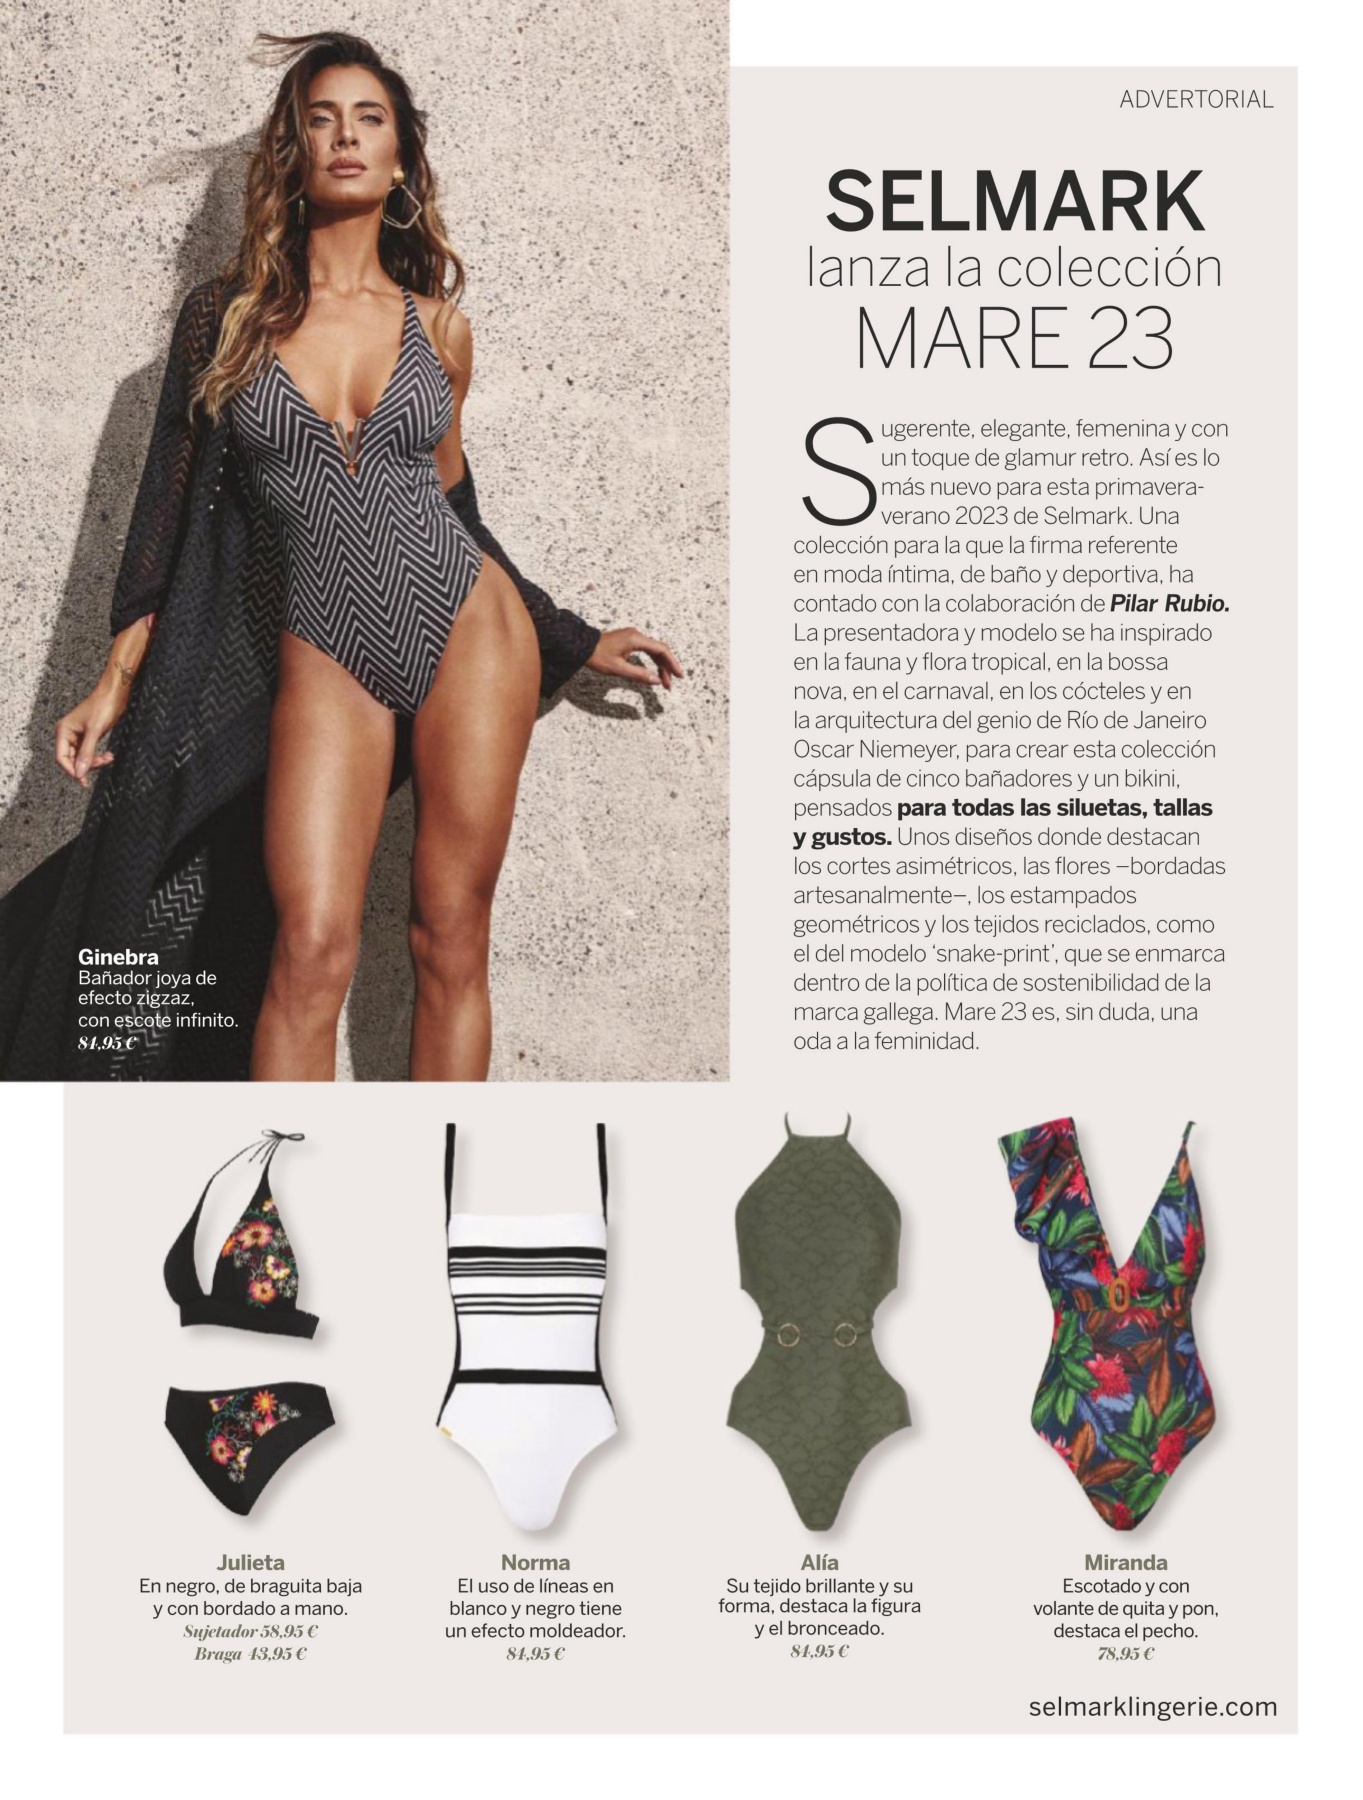 ADVERTORIAL
SELMARK
lanza la colección
MARE 23
Sugerente, elegante, femenina y con
un toque de glamur retro. Así es lo
más nuevo para esta primavera-
verano 2023 de Selmark. Una
colección para la que la firma referente
en moda íntima, de baño y deportiva, ha
contado con la colaboración de Pilar Rubio.
La presentadora y modelo se ha inspirado
en la fauna y flora tropical, en la bossa
nova, en el carnaval, en los cócteles y en
la arquitectura del genio de Río de Janeiro
Oscar Niemeyer, para crear esta colección
cápsula de cinco bañadores y un bikini,
pensados para todas las siluetas, tallas
y gustos. Unos diseños donde destacan
los cortes asimétricos, las flores –bordadas
artesanalmente–, los estampados
geométricos y los tejidos reciclados, como
el del modelo ‘snake-print’, que se enmarca
dentro de la política de sostenibilidad de la
marca gallega. Mare 23 es, sin duda, una
oda a la feminidad.
Ginebra
Bañador joya de
efecto zigzaz,
con escote infinito.
84,95 €
Julieta
En negro, de braguita baja
y con bordado a mano.
Sujetador 58,95 €
Braga 43,95 €
Norma
El uso de líneas en
blanco y negro tiene
un efecto moldeador.
84,95 €
Alía
Su tejido brillante y su
forma, destaca la figura
y el bronceado.
84,95 €
Miranda
Escotado y con
volante de quita y pon,
destaca el pecho.
78,95 €
selmarklingerie.com